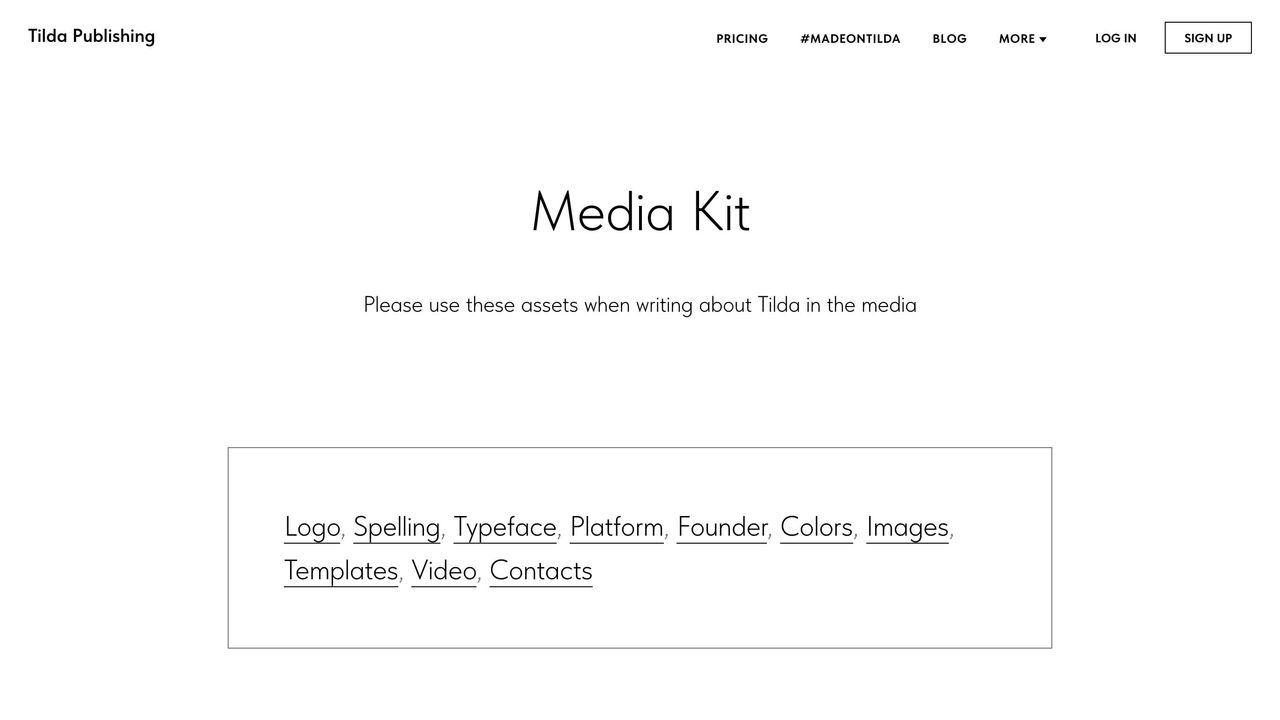 Tilda Publishing
PRICING #MADEONTILDA BLOG MORE LOG IN SIGN UP
Media Kit
Please use these assets when writing about Tilda in the media
Logo, Spelling, Typeface, Platform, Founder, Colors, Images,
Templates, Video, Contacts